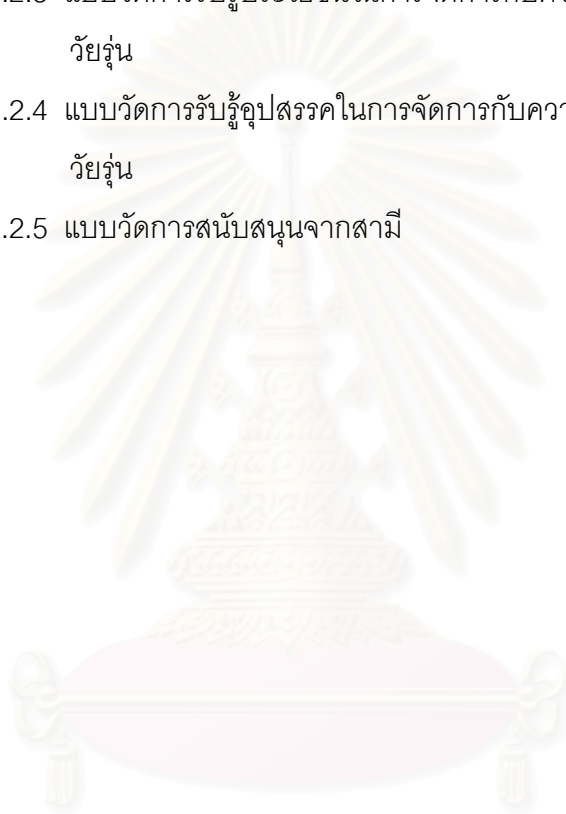 วัยรุ่น
.2.4 แบบวัดการรับรู้อุปสรรคในการจัดการกับควา
วัยรุ่น
.2.5 แบบวัดการสนับสนุนจากสามี